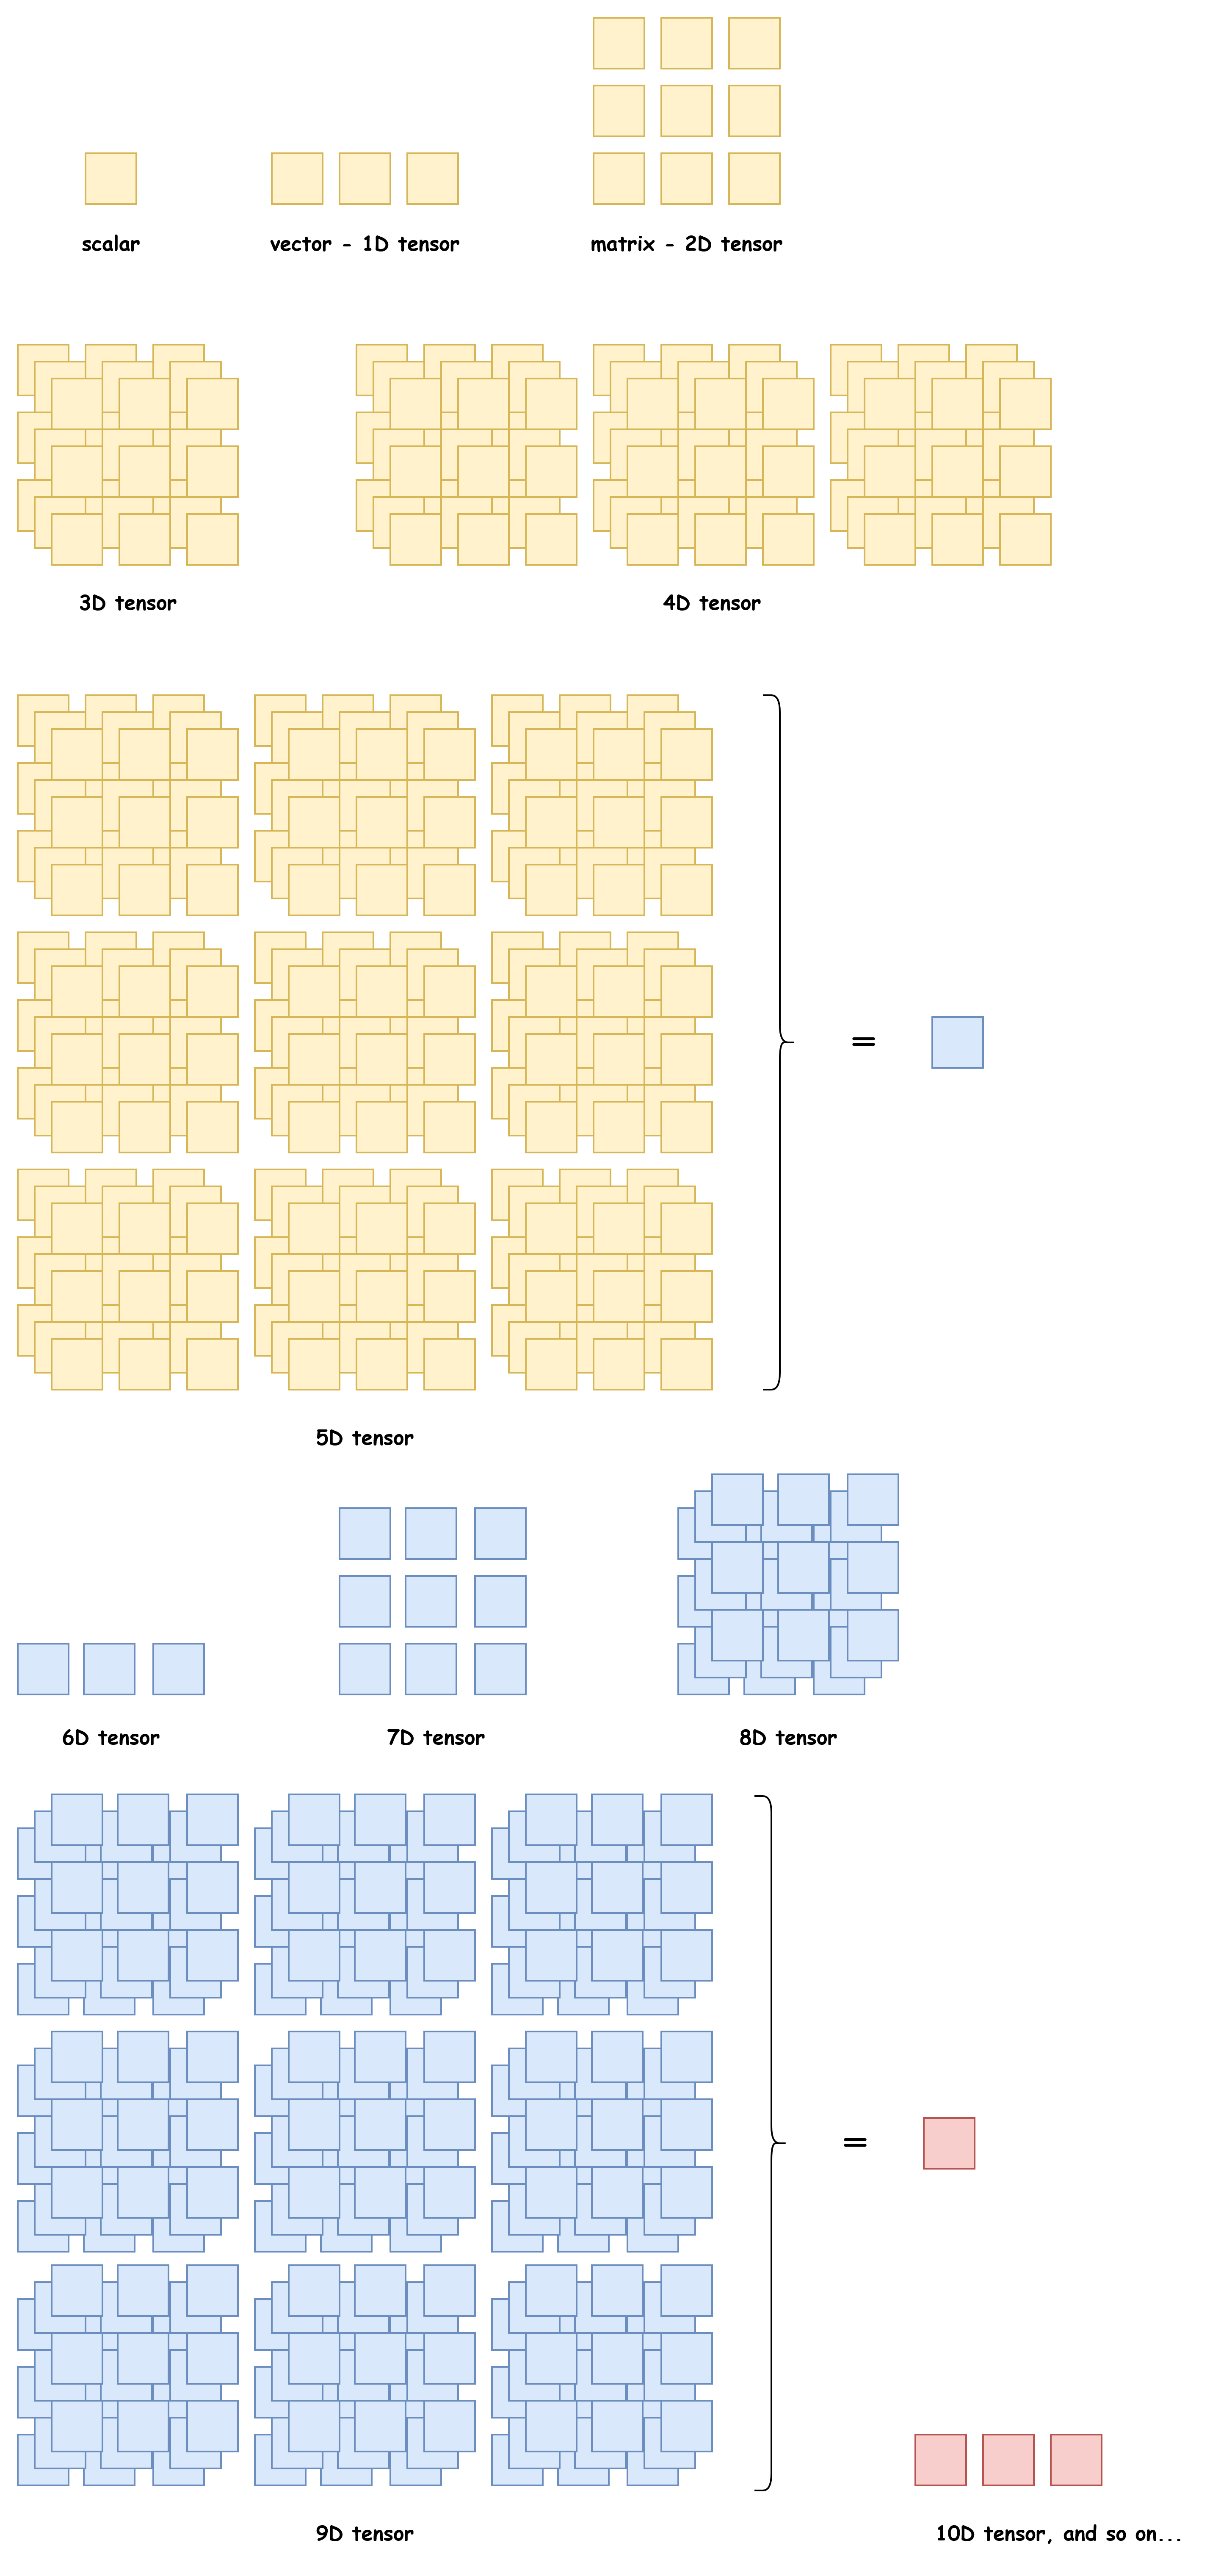 scalar
vector - 1D tensor
matrix - 2D tensor
3D tensor
4D tensor
=
5D tensor
6D tensor
7D tensor
8D tensor
=
9D tensor
10D tensor, and so on...